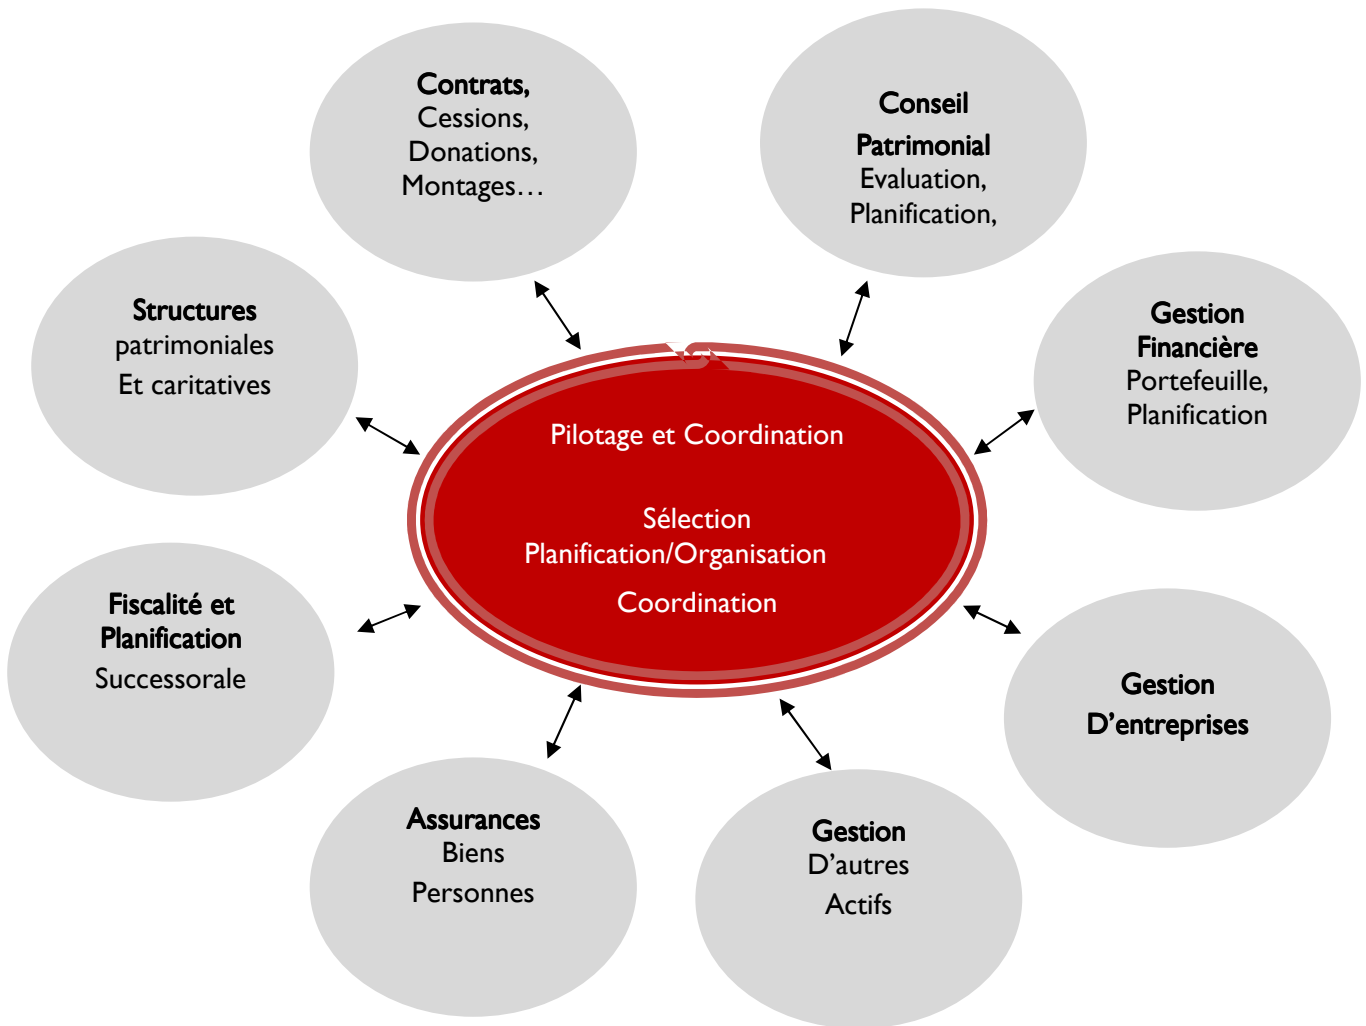 Contrats,
Cessions,
Donations,
Montages…
Conseil
Patrimonial
Evaluation,
Planification,
Structures
patrimoniales
Et caritatives
Gestion
Financière
Portefeuille,
Planification
Pilotage et Coordination
Sélection
Planification/Organisation
Coordination
Fiscalité et
Planification
Successorale
Gestion
D’entreprises
Assurances
Biens
Personnes
Gestion
D’autres
Actifs